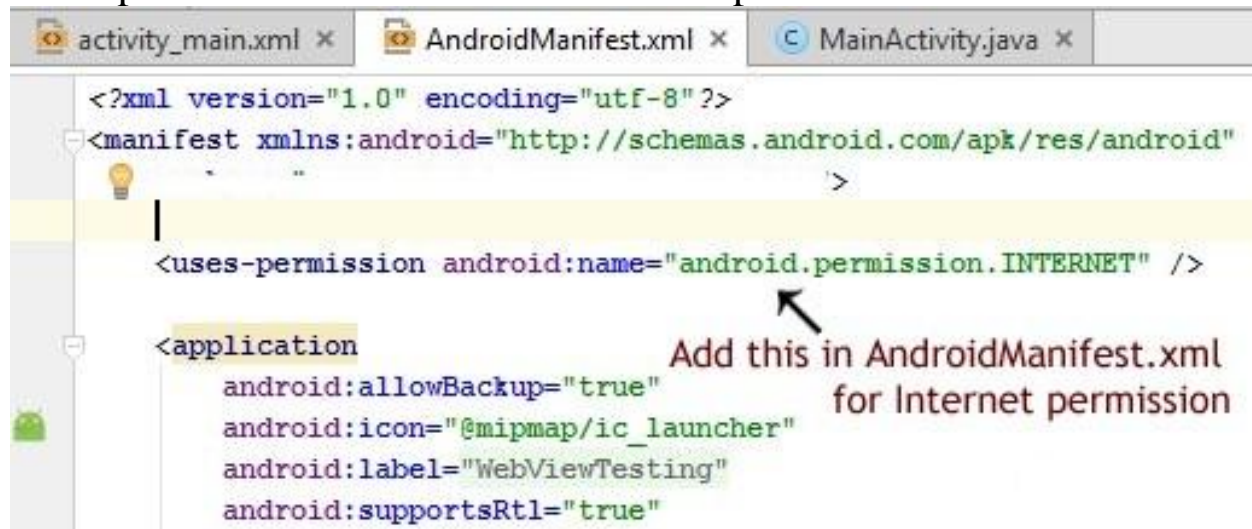 activity_main.xml × AndroidManifest.xml × C MainActivity.java ×
<?xml version="1.0" encoding="utf-8"?>
<manifest xmlns:android="http://schemas.android.com/apk/res/android"
>
<uses-permission android:name="android.permission.INTERNET" />
<application
Add this in AndroidManifest.xml
for Internet permission
android:allowBackup="true"
android:icon="@mipmap/ic_launcher"
android:label="WebViewTesting"
android:supportsRtl="true"